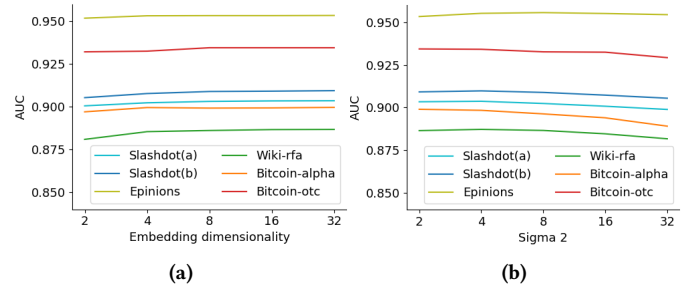 0.950
0.925
0.900
0.875
0.850
AUC
Slashdot(a)
Slashdot(b)
Epinions
Wiki-rfa
Bitcoin-alpha
Bitcoin-otc
2 4 8 16 32
Embedding dimensionality
(a)
0.950
0.925
0.900
0.875
0.850
AUC
Slashdot(a)
Slashdot(b)
Epinions
Wiki-rfa
Bitcoin-alpha
Bitcoin-otc
2 4 8 16 32
Sigma 2
(b)